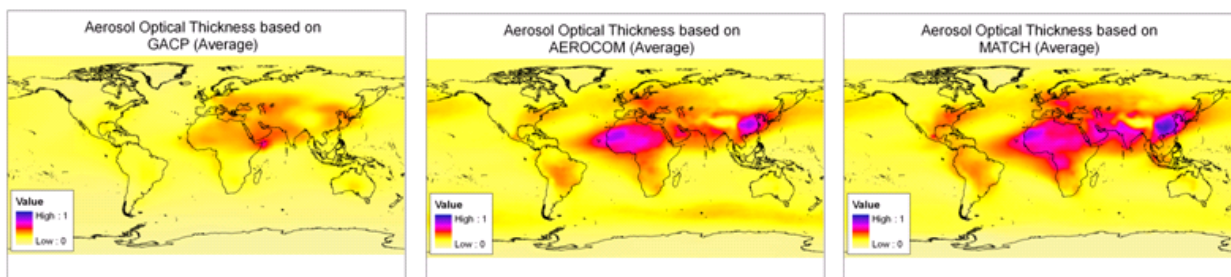 Aerosol Optical Thickness based on
GACP (Average)
Value
High : 1
Low : 0
Aerosol Optical Thickness based on
AEROCOM (Average)
Value
High : 1
Low : 0
Aerosol Optical Thickness based on
MATCH (Average)
Value
High : 1
Low : 0